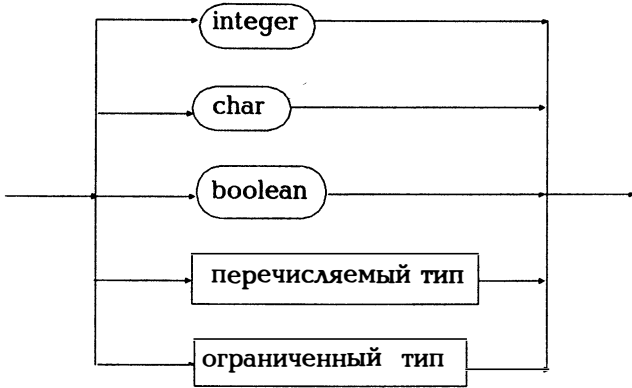 integer
char
boolean
перечисляемый тип
ограниченный тип